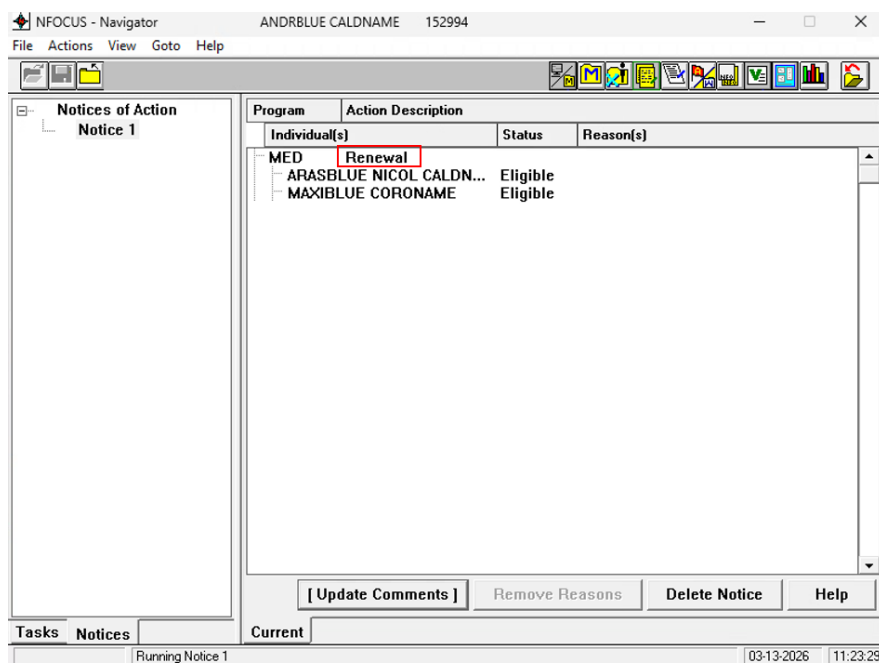 NFOCUS - Navigator ANDRBLUE CALDNAME 152994
File Actions View Goto Help
Notices of Action
Notice 1
Program Action Description
Individual(s) Status Reason(s)
MED Renewal
ARASBLUE NICOL CALDN... Eligible
MAXIBLUE CORONAME Eligible
[ Update Comments ] Remove Reasons Delete Notice Help
Tasks Notices Current
Running Notice 1 03-13-2026 11:23:29